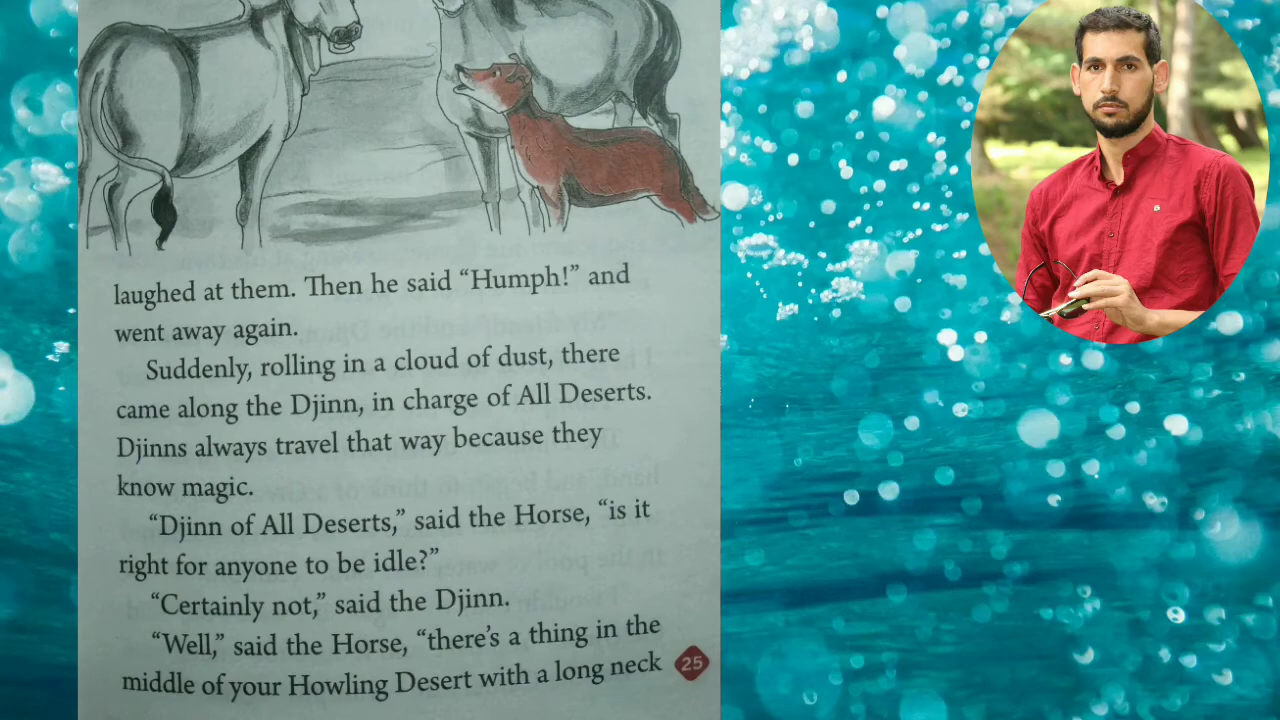 laughed at them. Then he said “Humph!” and
went away again.
Suddenly, rolling in a cloud of dust, there
came along the Djinn, in charge of All Deserts.
Djinns always travel that way because they
know magic.
“Djinn of All Deserts,” said the Horse, “is it
right for anyone to be idle?”
“Certainly not,” said the Djinn.
“Well,” said the Horse, “there’s a thing in the
middle of your Howling Desert with a long neck
25